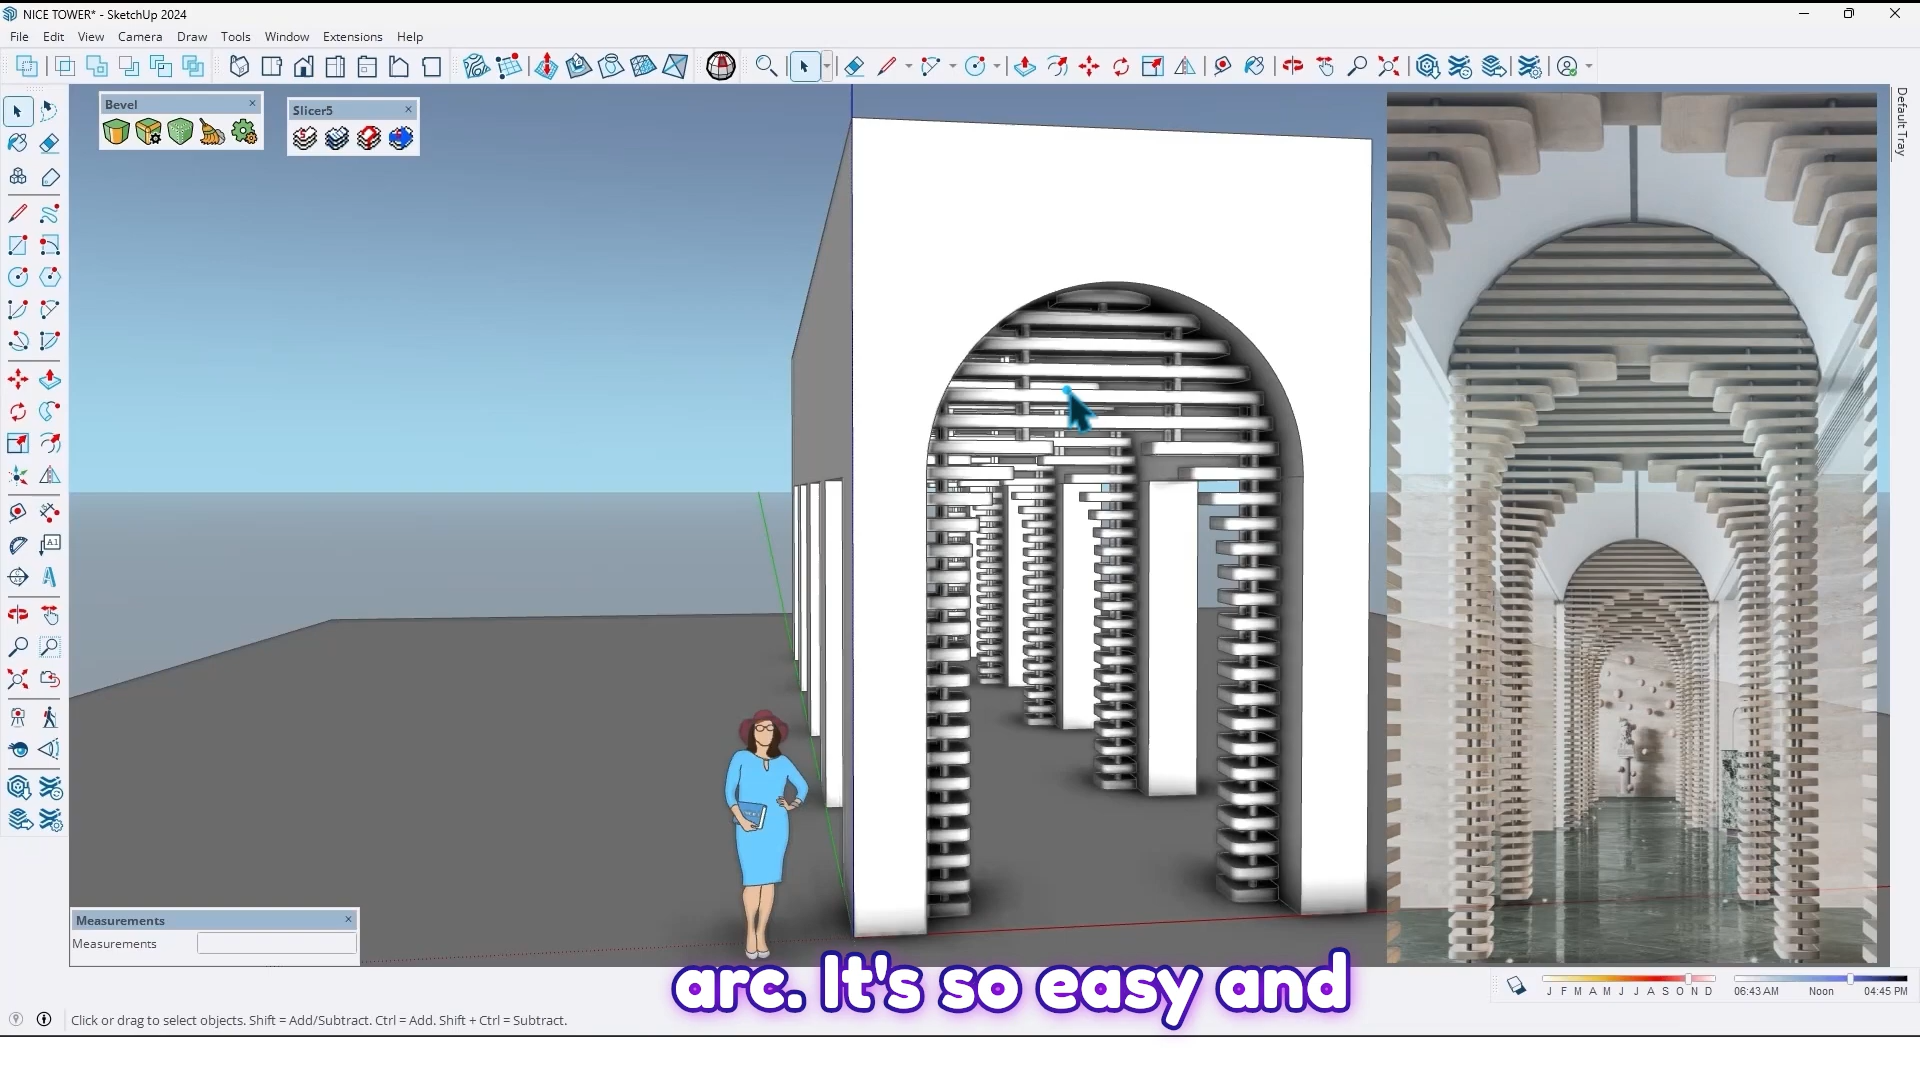 NICE TOWER* - SketchUp 2024
File Edit View Camera Draw Tools Window Extensions Help
Bevel
Slicer5
Default Tray
A1
Measurements
Measurements
arc. It's so easy and
J F M A M J J A S O N D
06:43 AM Noon 04:45 PM
Click or drag to select objects. Shift = Add/Subtract. Ctrl = Add. Shift + Ctrl = Subtract.